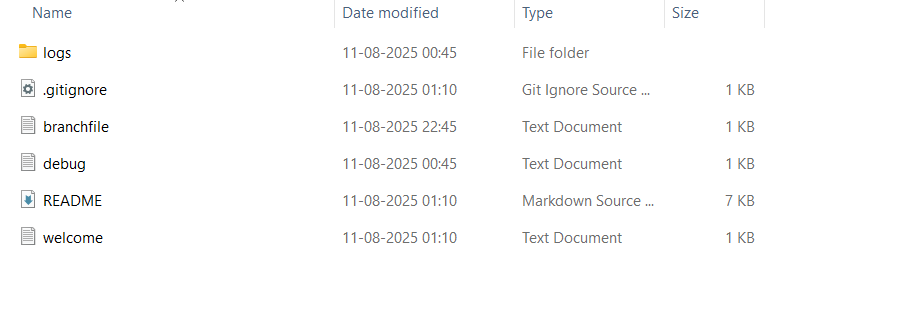 Name Date modified Type Size
logs 11-08-2025 00:45 File folder
.gitignore 11-08-2025 01:10 Git Ignore Source ... 1 KB
branchfile 11-08-2025 22:45 Text Document 1 KB
debug 11-08-2025 00:45 Text Document 1 KB
README 11-08-2025 01:10 Markdown Source ... 7 KB
welcome 11-08-2025 01:10 Text Document 1 KB